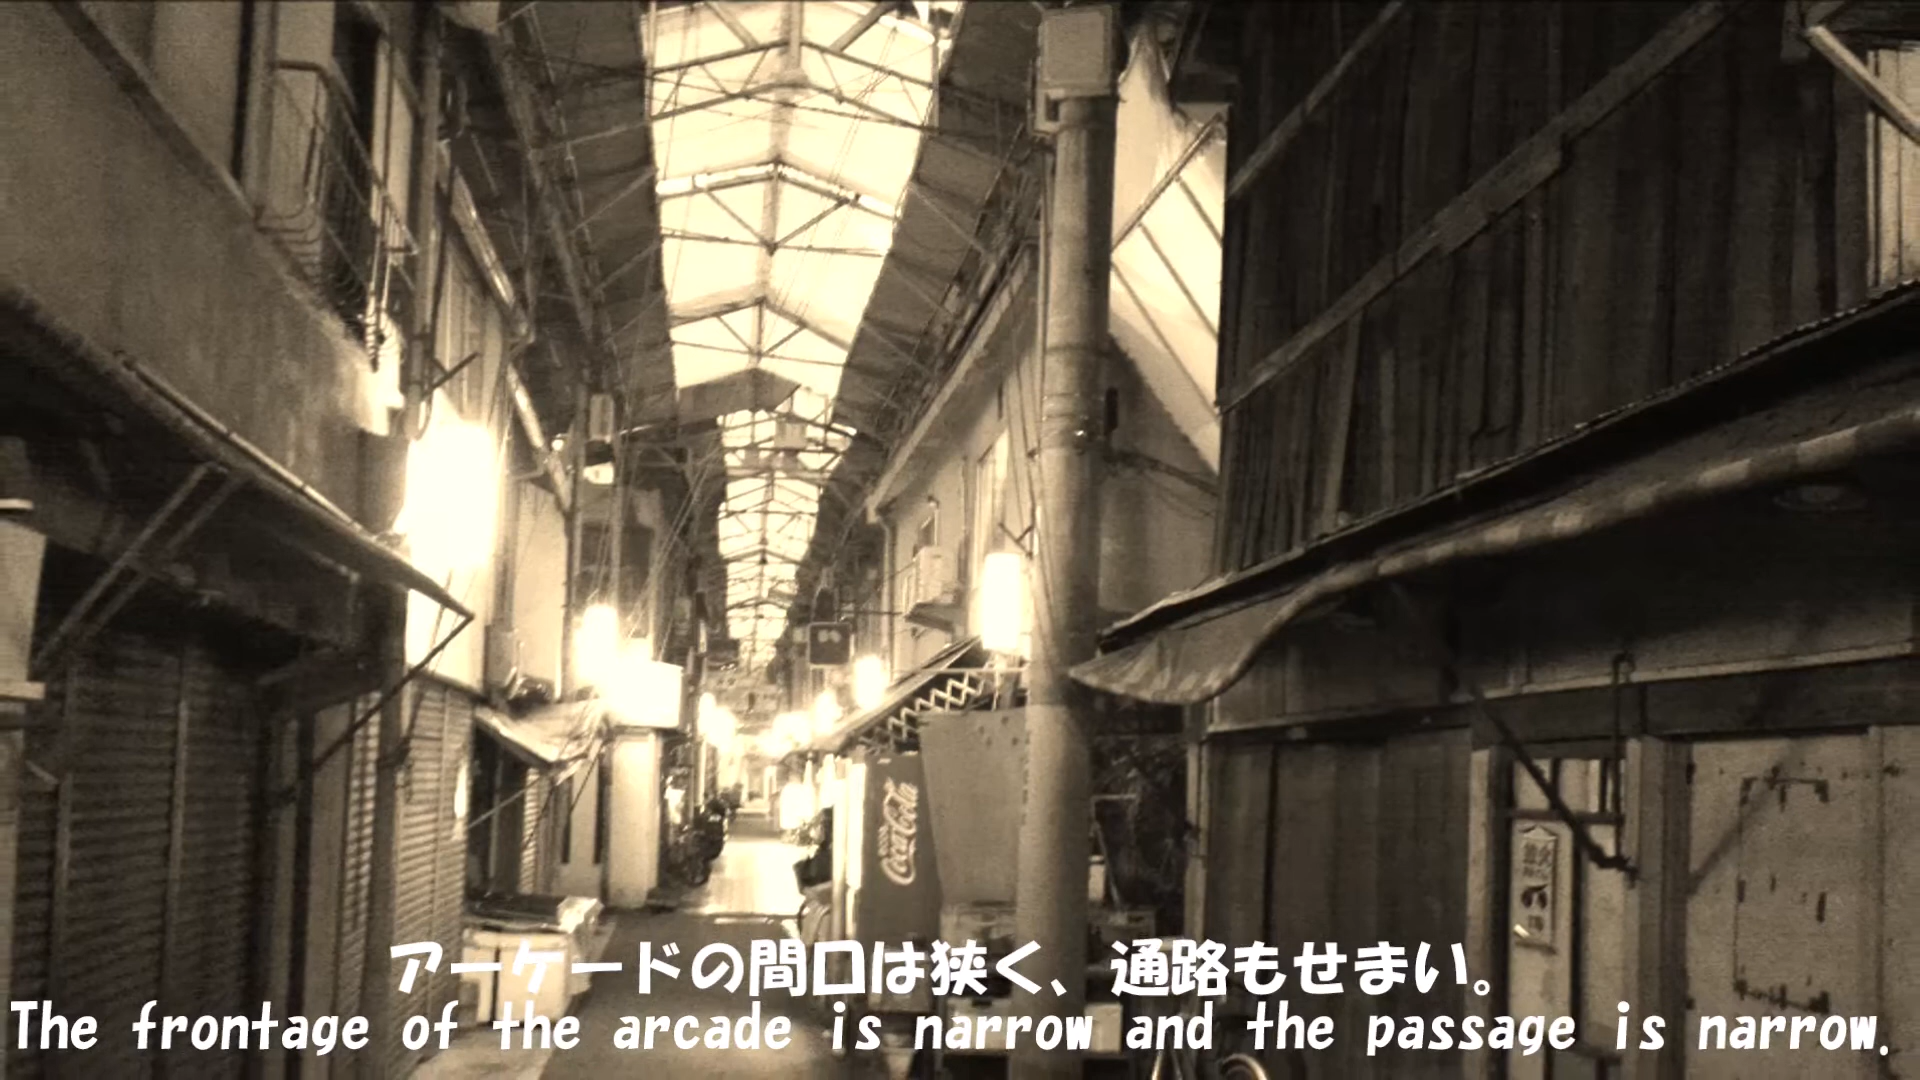 Coca-Cola
アーケードの間口は狭く、通路もせまい。
The frontage of the arcade is narrow and the passage is narrow.